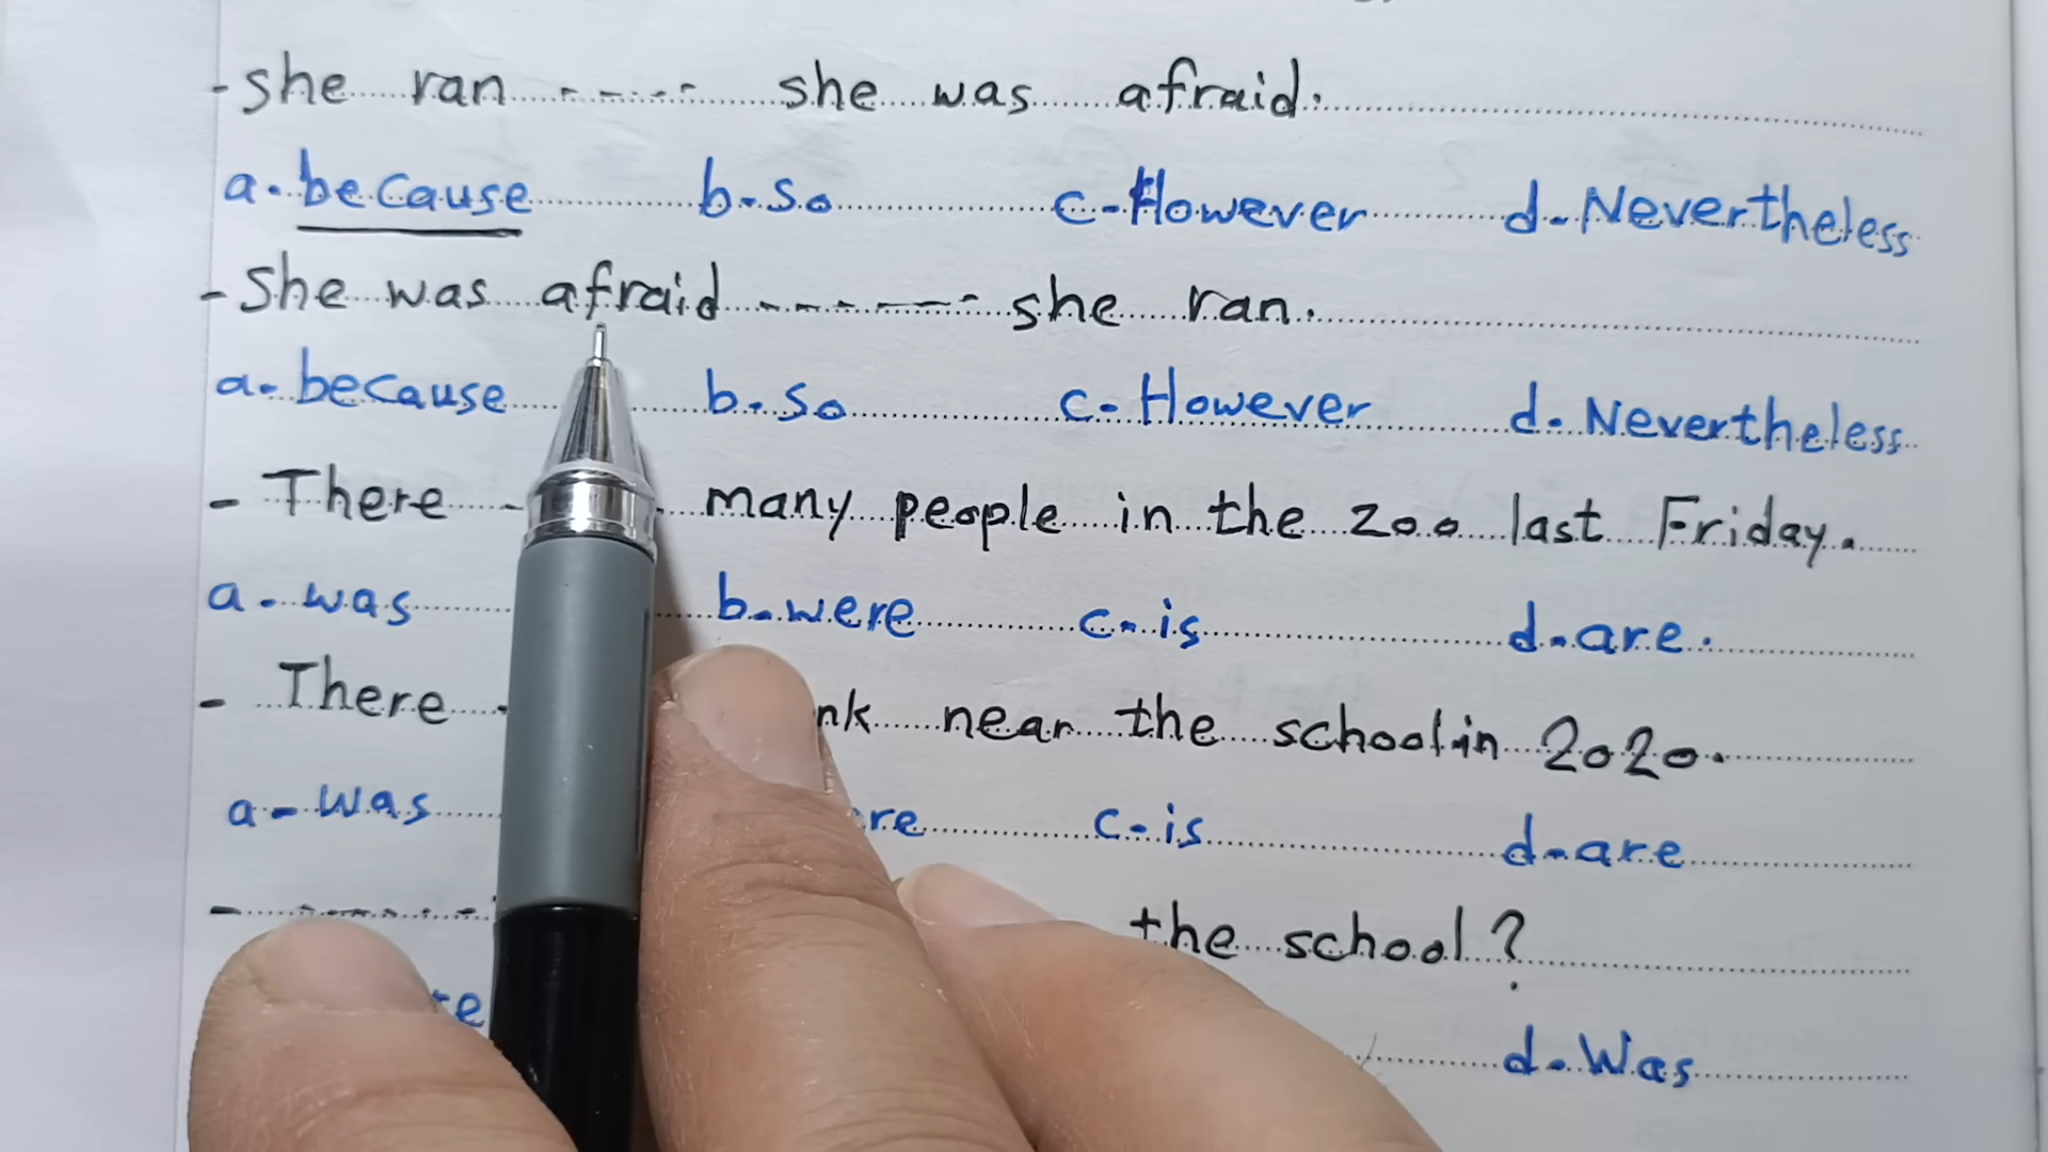 - she ran ----- she was afraid.
a. because b. so c. However d. Nevertheless
- She was afraid ------- she ran.
a. because b. so c. However d. Nevertheless
- There - - many people in the zoo last Friday.
a - was b. were c - is d - are.
- There - near the school in 2020.
a - was c - is d - are
- ------ the school?
d - Was